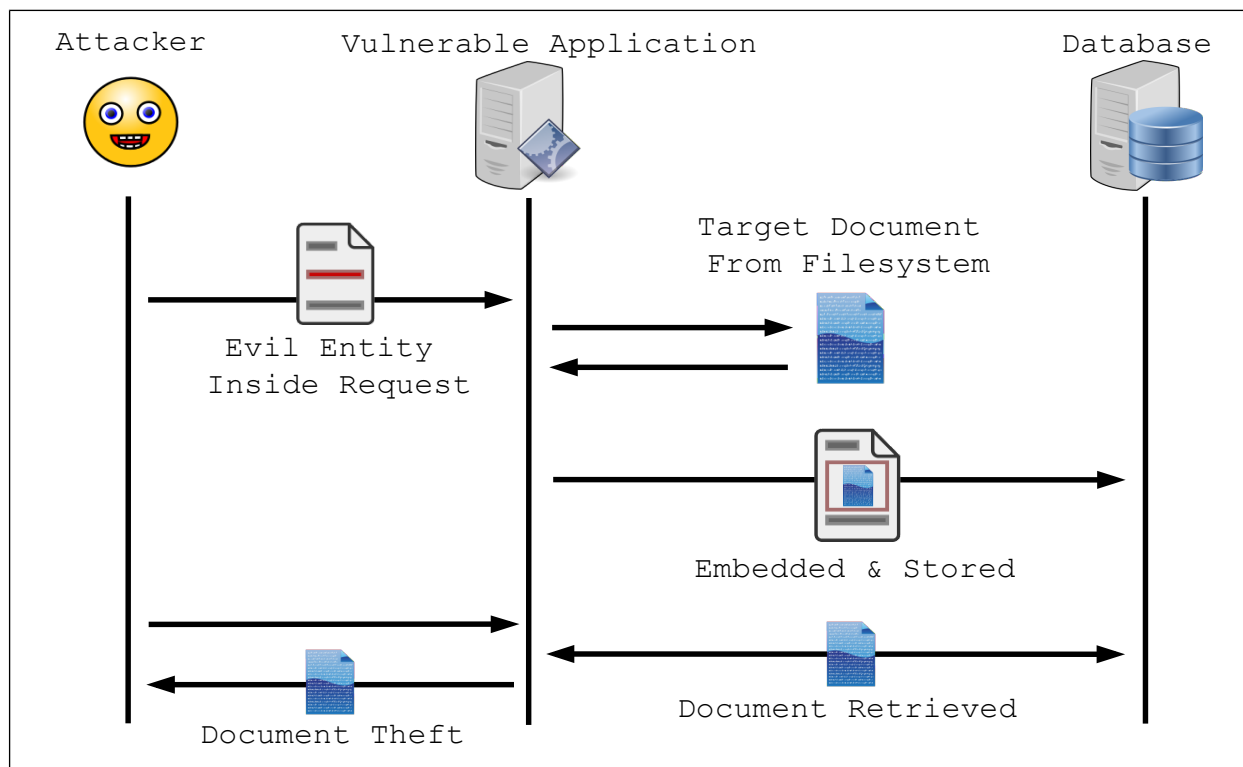 Attacker
Vulnerable Application
Database
Target Document
From Filesystem
Evil Entity
Inside Request
Embedded & Stored
Document Retrieved
Document Theft